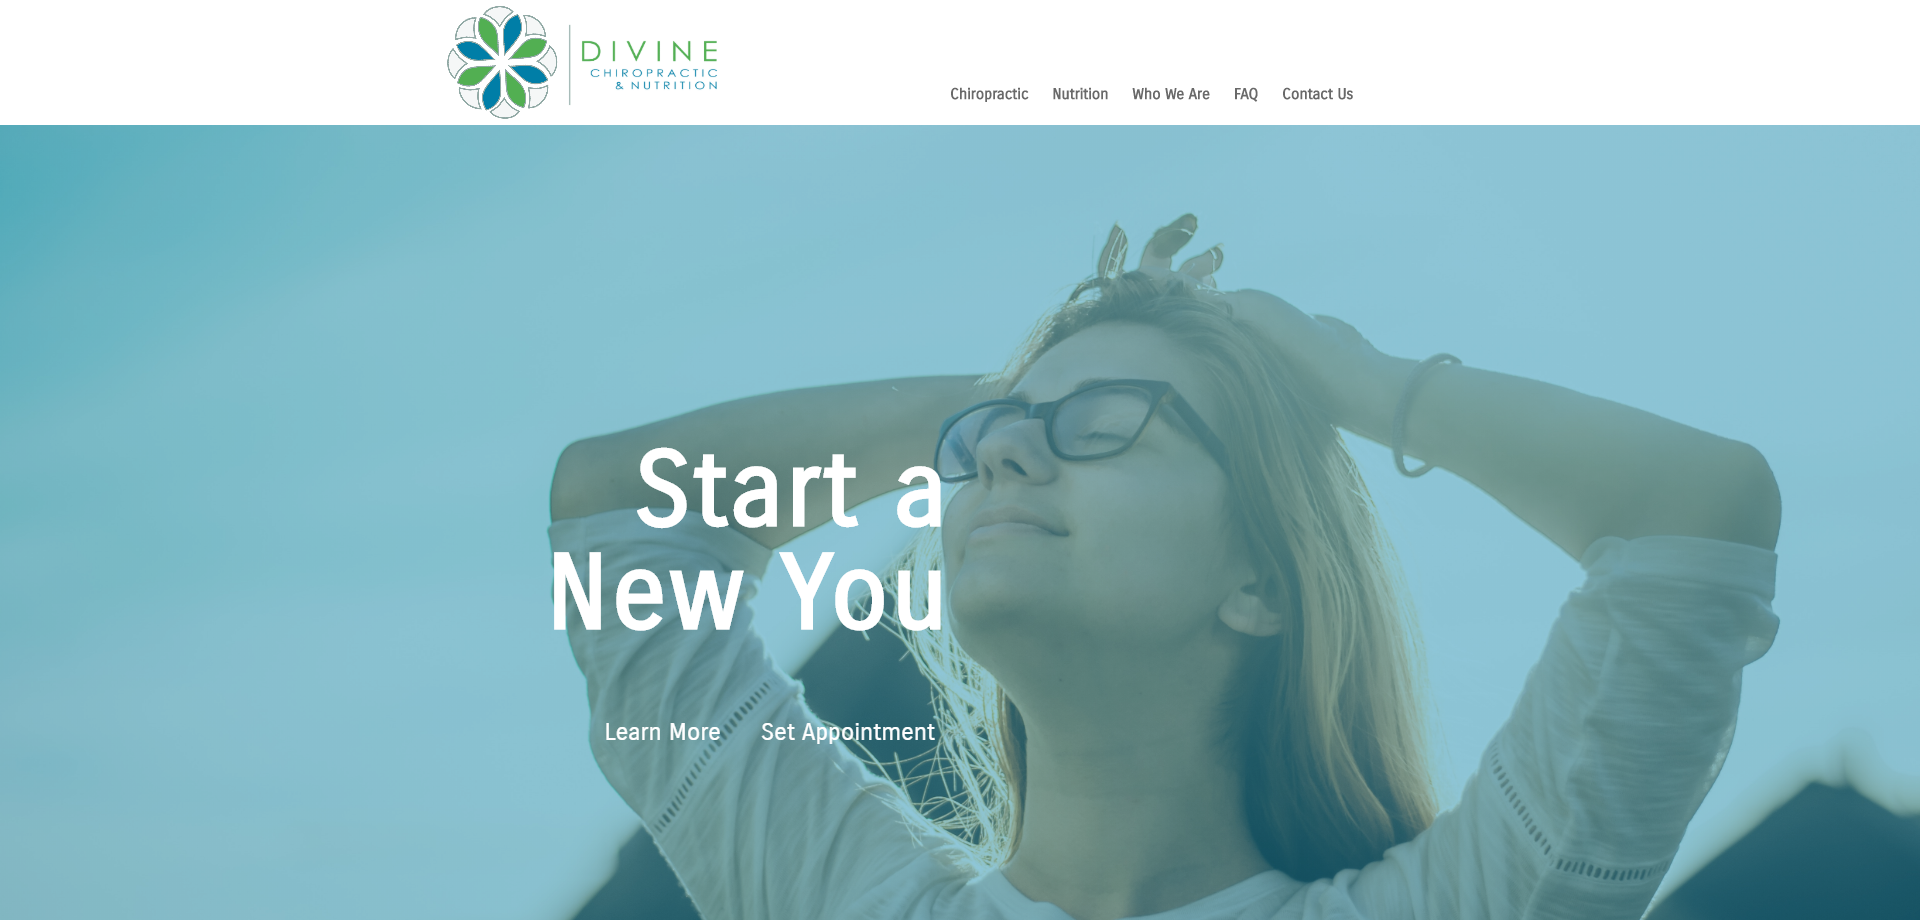 DIVINE
CHIROPRACTIC
& NUTRITION
Chiropractic Nutrition Who We Are FAQ Contact Us
Start a
New You
Learn More Set Appointment